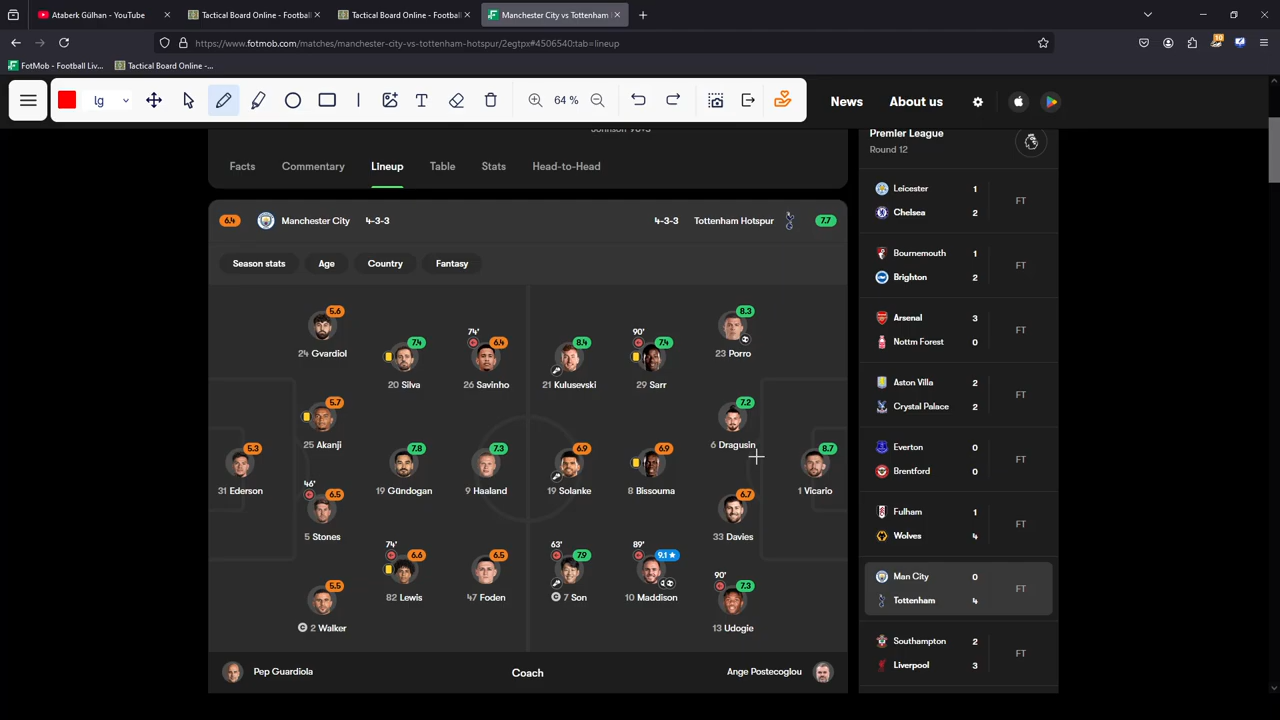 Ataberk Gülhan - YouTube
Tactical Board Online - Footbal
Tactical Board Online - Footbal
Manchester City vs Tottenham
https://www.fotmob.com/matches/manchester-city-vs-tottenham-hotspur/2egtpx#4506540:tab=lineup
10
FotMob - Football Liv...
Tactical Board Online -...
lg
64 %
News
About us
Johnson 90+3
Facts
Commentary
Lineup
Table
Stats
Head-to-Head
6.4
Manchester City
4-3-3
4-3-3
Tottenham Hotspur
7.7
Season stats
Age
Country
Fantasy
5.6
24 Gvardiol
7.4
20 Silva
74'
6.4
26 Savinho
8.4
21 Kulusevski
90'
7.4
29 Sarr
8.3
23 Porro
5.7
25 Akanji
7.2
6 Dragusin
5.3
31 Ederson
7.8
19 Gündogan
7.3
9 Haaland
6.9
19 Solanke
6.9
8 Bissouma
8.7
1 Vicario
46'
6.5
5 Stones
6.7
33 Davies
74'
6.6
82 Lewis
6.5
47 Foden
63'
7.9
C 7 Son
89'
9.1
10 Maddison
90'
7.3
13 Udogie
5.5
C 2 Walker
Pep Guardiola
Coach
Ange Postecoglou
Premier League
Round 12
Leicester 1
Chelsea 2
FT
Bournemouth 1
Brighton 2
FT
Arsenal 3
Nottm Forest 0
FT
Aston Villa 2
Crystal Palace 2
FT
Everton 0
Brentford 0
FT
Fulham 1
Wolves 4
FT
Man City 0
Tottenham 4
FT
Southampton 2
Liverpool 3
FT